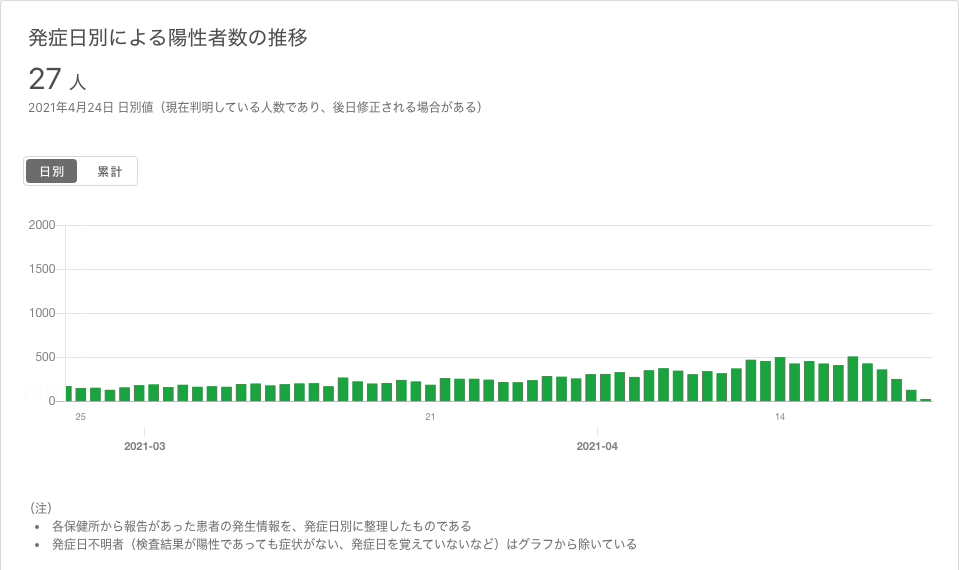 発症日別による陽性者数の推移
27 人
2021年4月24日 日別値（現在判明している人数であり、後日修正される場合がある）
日別 累計
2000
1500
1000
500
0
25 21 14
2021-03 2021-04
（注）
• 各保健所から報告があった患者の発生情報を、発症日別に整理したものである
• 発症日不明者（検査結果が陽性であっても症状がない、発症日を覚えていないなど）はグラフから除いている